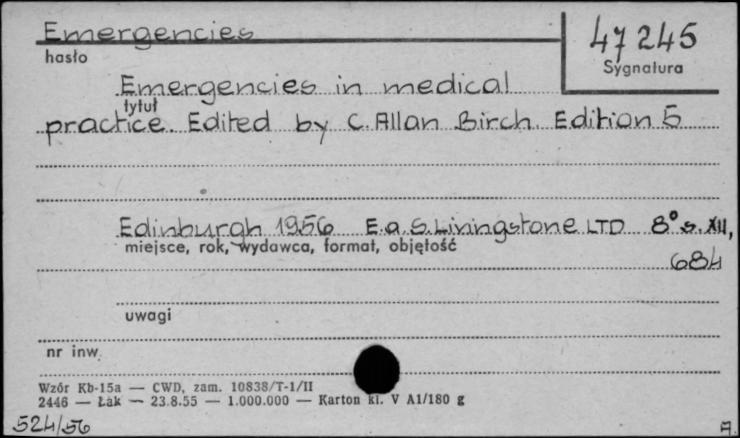 Emergencies
hasło
47245
Sygnatura
Emergencies in medical
tytuł
practice. Edited by C. Allan Birch. Edition 5
Edinburgh 1956 E.a.S. Livingstone LTD 8° s. XII,
miejsce, rok, wydawca, format, objętość
684
uwagi
nr inw.
Wzór Kb-15a — CWD, zam. 10838/T-1/II
2446 — Łak — 23.8.55 — 1.000.000 — Karton kl. V A1/180 g
524/56
A.